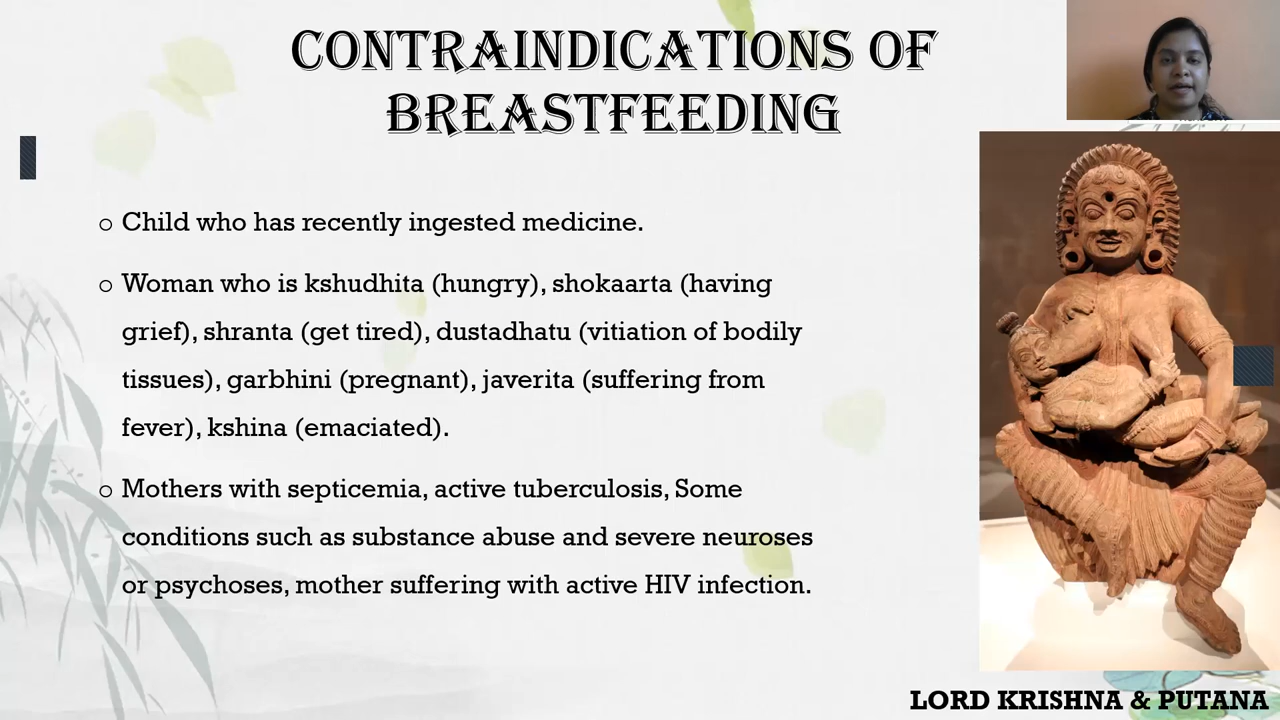 CONTRAINDICATIONS OF
BREASTFEEDING
o Child who has recently ingested medicine.
o Woman who is kshudhita (hungry), shokaarta (having
grief), shranta (get tired), dustadhatu (vitiation of bodily
tissues), garbhini (pregnant), javerita (suffering from
fever), kshina (emaciated).
o Mothers with septicemia, active tuberculosis, Some
conditions such as substance abuse and severe neuroses
or psychoses, mother suffering with active HIV infection.
LORD KRISHNA & PUTANA